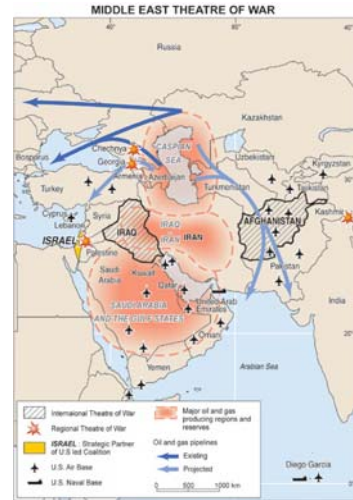 MIDDLE EAST THEATRE OF WAR
Russia
Kazakhstan
Chechnya
CASPIAN
SEA
Bosporus
Georgia
Uzbekistan
Kyrgyzstan
Armenia
Azerbaijan
Turkey
Turkmenistan
Tajikistan
Cyprus
Lebanon
Syria
IRAQ
IRAQ
IRAN
IRAN
AFGHANISTAN
Kashmir
ISRAEL
Palestine
Saudi
Arabia
Kuwait
Pakistan
Qatar
SAUDI ARABIA
AND THE GULF STATES
United Arab
Emirates
India
Oman
Yemen
Arabian Sea
International Theatre of War
Regional Theatre of War
ISRAEL : Strategic Partner
of U.S led Coalition
U.S. Air Base
U.S. Naval Base
Major oil and gas
producing regions and
reserves
Oil and gas pipelines
Existing
Projected
0 500 1000 km
Diego Garcia